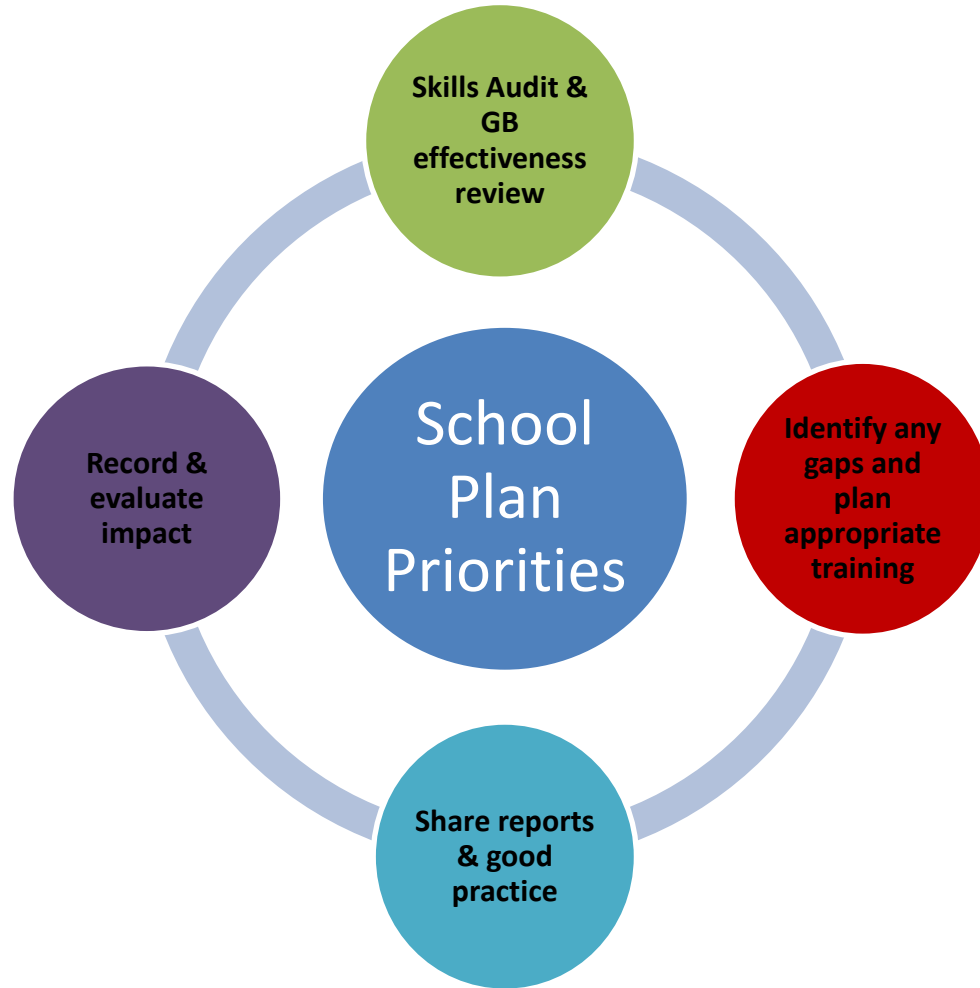 Skills Audit &
GB
effectiveness
review
Identify any
gaps and
plan
appropriate
training
Share reports
& good
practice
Record &
evaluate
impact
School
Plan
Priorities